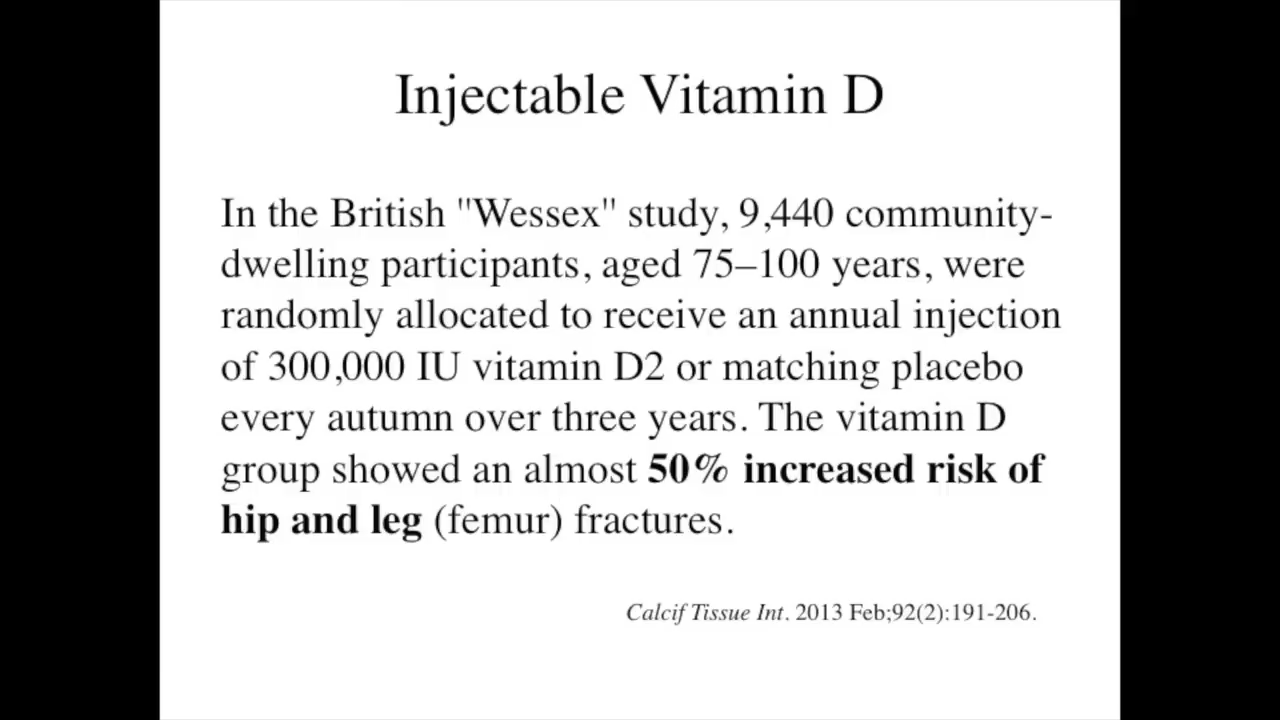 Injectable Vitamin D
In the British "Wessex" study, 9,440 community-
dwelling participants, aged 75–100 years, were
randomly allocated to receive an annual injection
of 300,000 IU vitamin D2 or matching placebo
every autumn over three years. The vitamin D
group showed an almost 50% increased risk of
hip and leg (femur) fractures.
Calcif Tissue Int. 2013 Feb;92(2):191-206.